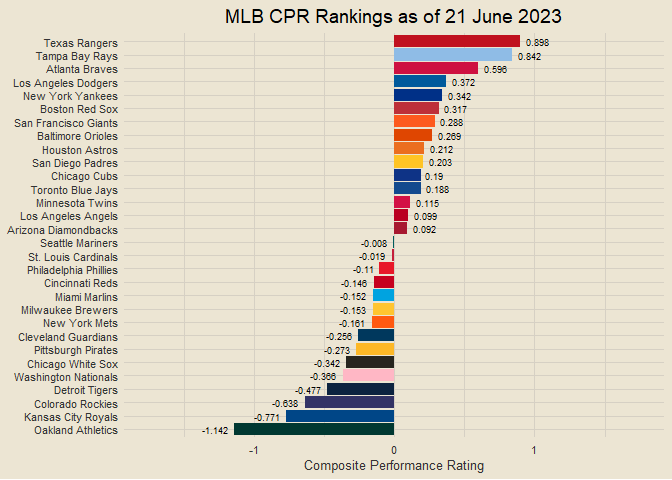 MLB CPR Rankings as of 21 June 2023
Texas Rangers 0.898
Tampa Bay Rays 0.842
Atlanta Braves 0.596
Los Angeles Dodgers 0.372
New York Yankees 0.342
Boston Red Sox 0.317
San Francisco Giants 0.288
Baltimore Orioles 0.269
Houston Astros 0.212
San Diego Padres 0.203
Chicago Cubs 0.19
Toronto Blue Jays 0.188
Minnesota Twins 0.115
Los Angeles Angels 0.099
Arizona Diamondbacks 0.092
Seattle Mariners -0.008
St. Louis Cardinals -0.019
Philadelphia Phillies -0.11
Cincinnati Reds -0.146
Miami Marlins -0.152
Milwaukee Brewers -0.153
New York Mets -0.161
Cleveland Guardians -0.256
Pittsburgh Pirates -0.273
Chicago White Sox -0.342
Washington Nationals -0.366
Detroit Tigers -0.477
Colorado Rockies -0.638
Kansas City Royals -0.771
Oakland Athletics -1.142
-1 0 1
Composite Performance Rating